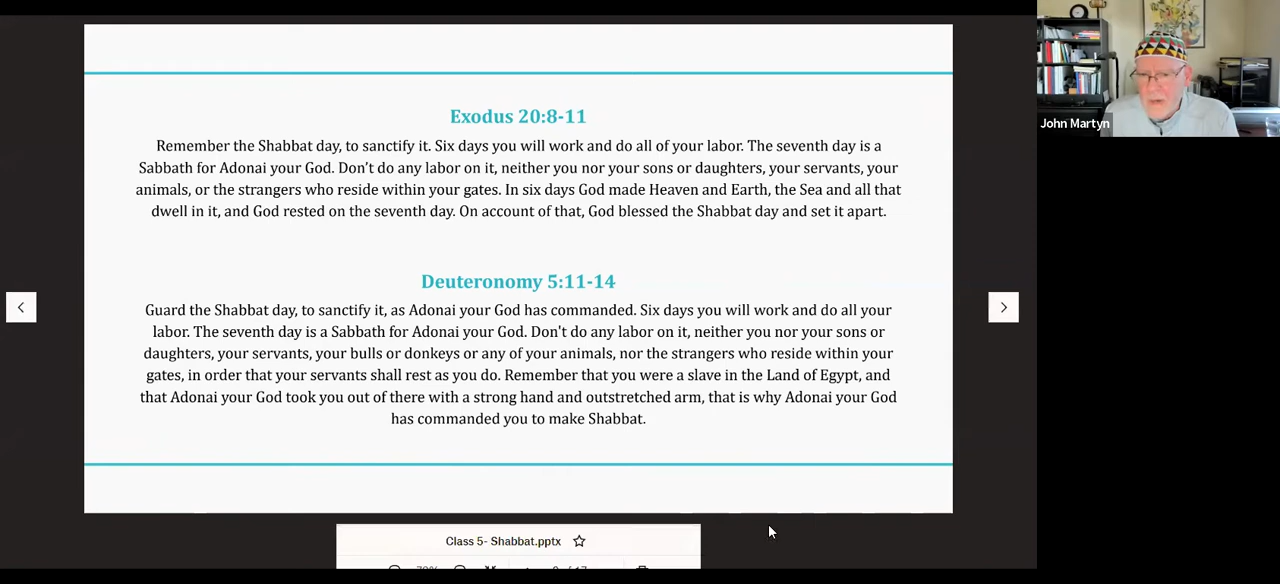 Exodus 20:8-11
Remember the Shabbat day, to sanctify it. Six days you will work and do all of your labor. The seventh day is a
Sabbath for Adonai your God. Don’t do any labor on it, neither you nor your sons or daughters, your servants, your
animals, or the strangers who reside within your gates. In six days God made Heaven and Earth, the Sea and all that
dwell in it, and God rested on the seventh day. On account of that, God blessed the Shabbat day and set it apart.
Deuteronomy 5:11-14
Guard the Shabbat day, to sanctify it, as Adonai your God has commanded. Six days you will work and do all your
labor. The seventh day is a Sabbath for Adonai your God. Don't do any labor on it, neither you nor your sons or
daughters, your servants, your bulls or donkeys or any of your animals, nor the strangers who reside within your
gates, in order that your servants shall rest as you do. Remember that you were a slave in the Land of Egypt, and
that Adonai your God took you out of there with a strong hand and outstretched arm, that is why Adonai your God
has commanded you to make Shabbat.
Class 5- Shabbat.pptx
John Martyn